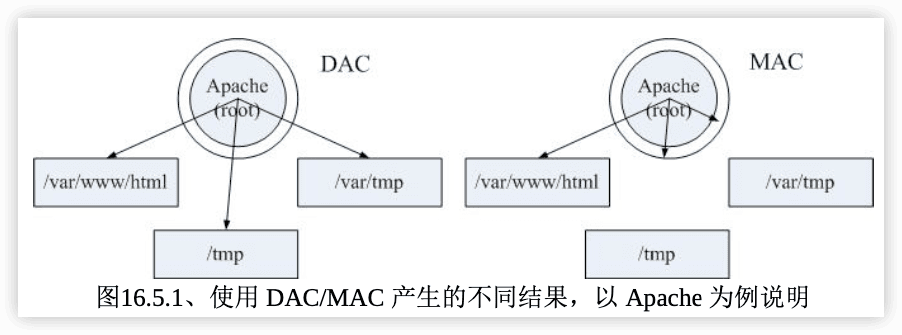 Apache
(root)
DAC
/var/www/html
/var/tmp
/tmp
Apache
(root)
MAC
/var/www/html
/var/tmp
/tmp
图16.5.1、使用 DAC/MAC 产生的不同结果，以 Apache 为例说明